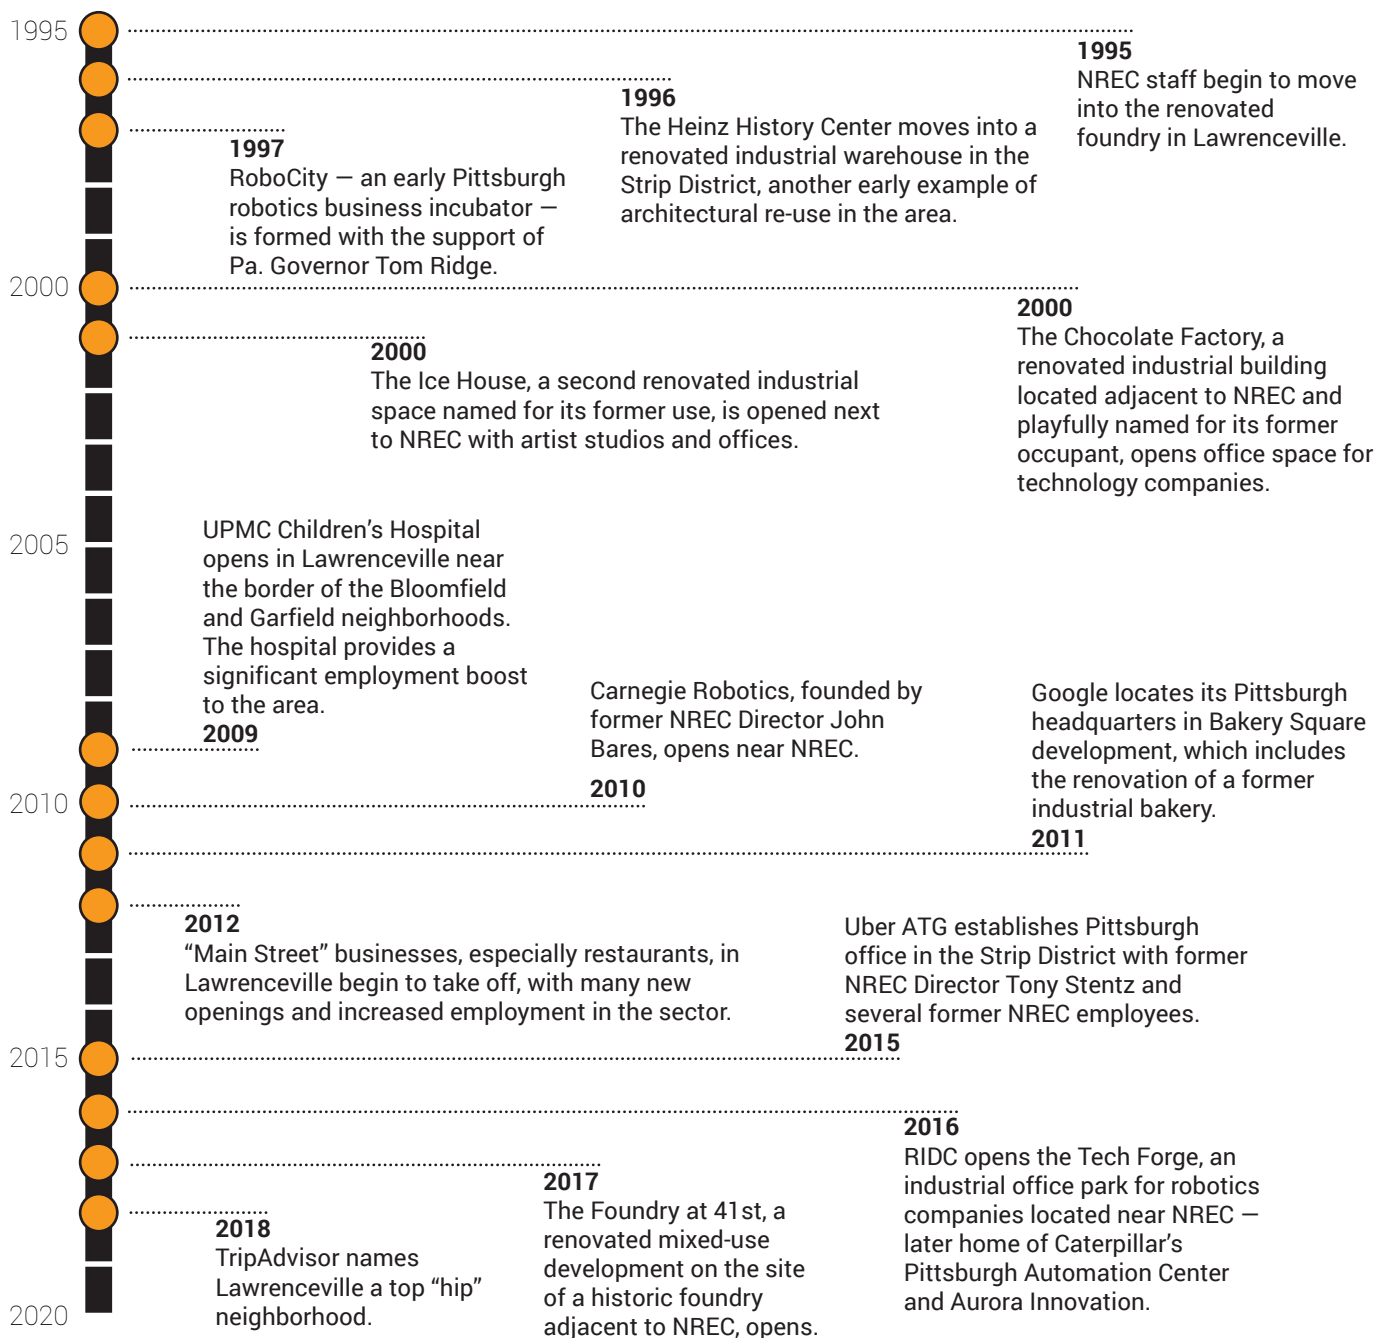 1995
1995
NREC staff begin to move
into the renovated
foundry in Lawrenceville.
1996
The Heinz History Center moves into a
renovated industrial warehouse in the
Strip District, another early example of
architectural re-use in the area.
1997
RoboCity — an early Pittsburgh
robotics business incubator —
is formed with the support of
Pa. Governor Tom Ridge.
2000
2000
The Chocolate Factory, a
renovated industrial building
located adjacent to NREC and
playfully named for its former
occupant, opens office space for
technology companies.
2000
The Ice House, a second renovated industrial
space named for its former use, is opened next
to NREC with artist studios and offices.
2005
UPMC Children’s Hospital
opens in Lawrenceville near
the border of the Bloomfield
and Garfield neighborhoods.
The hospital provides a
significant employment boost
to the area.
2009
Carnegie Robotics, founded by
former NREC Director John
Bares, opens near NREC.
2010
2010
Google locates its Pittsburgh
headquarters in Bakery Square
development, which includes
the renovation of a former
industrial bakery.
2011
2012
“Main Street” businesses, especially restaurants, in
Lawrenceville begin to take off, with many new
openings and increased employment in the sector.
Uber ATG establishes Pittsburgh
office in the Strip District with former
NREC Director Tony Stentz and
several former NREC employees.
2015
2015
2016
RIDC opens the Tech Forge, an
industrial office park for robotics
companies located near NREC —
later home of Caterpillar’s
Pittsburgh Automation Center
and Aurora Innovation.
2017
The Foundry at 41st, a
renovated mixed-use
development on the site
of a historic foundry
adjacent to NREC, opens.
2018
TripAdvisor names
Lawrenceville a top “hip”
neighborhood.
2020